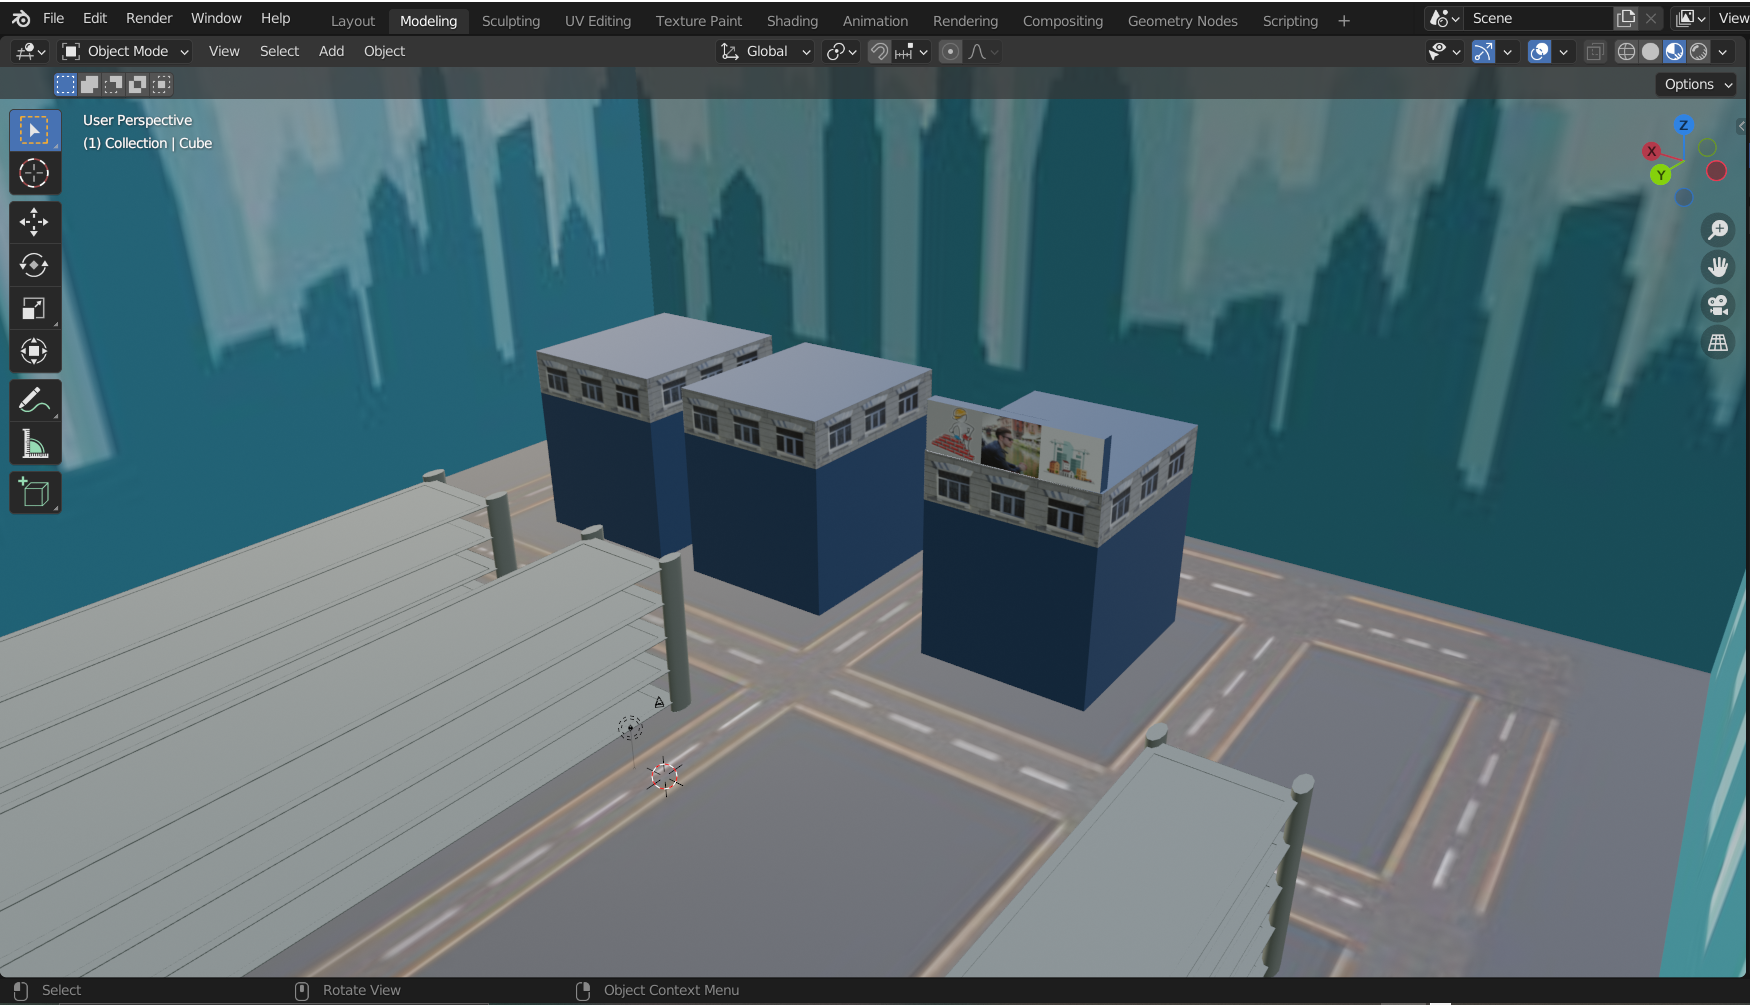 File Edit Render Window Help Layout Modeling Sculpting UV Editing Texture Paint Shading Animation Rendering Compositing Geometry Nodes Scripting + Scene View
Object Mode View Select Add Object Global
Options
User Perspective
(1) Collection | Cube
Z
X
Y
Select Rotate View Object Context Menu